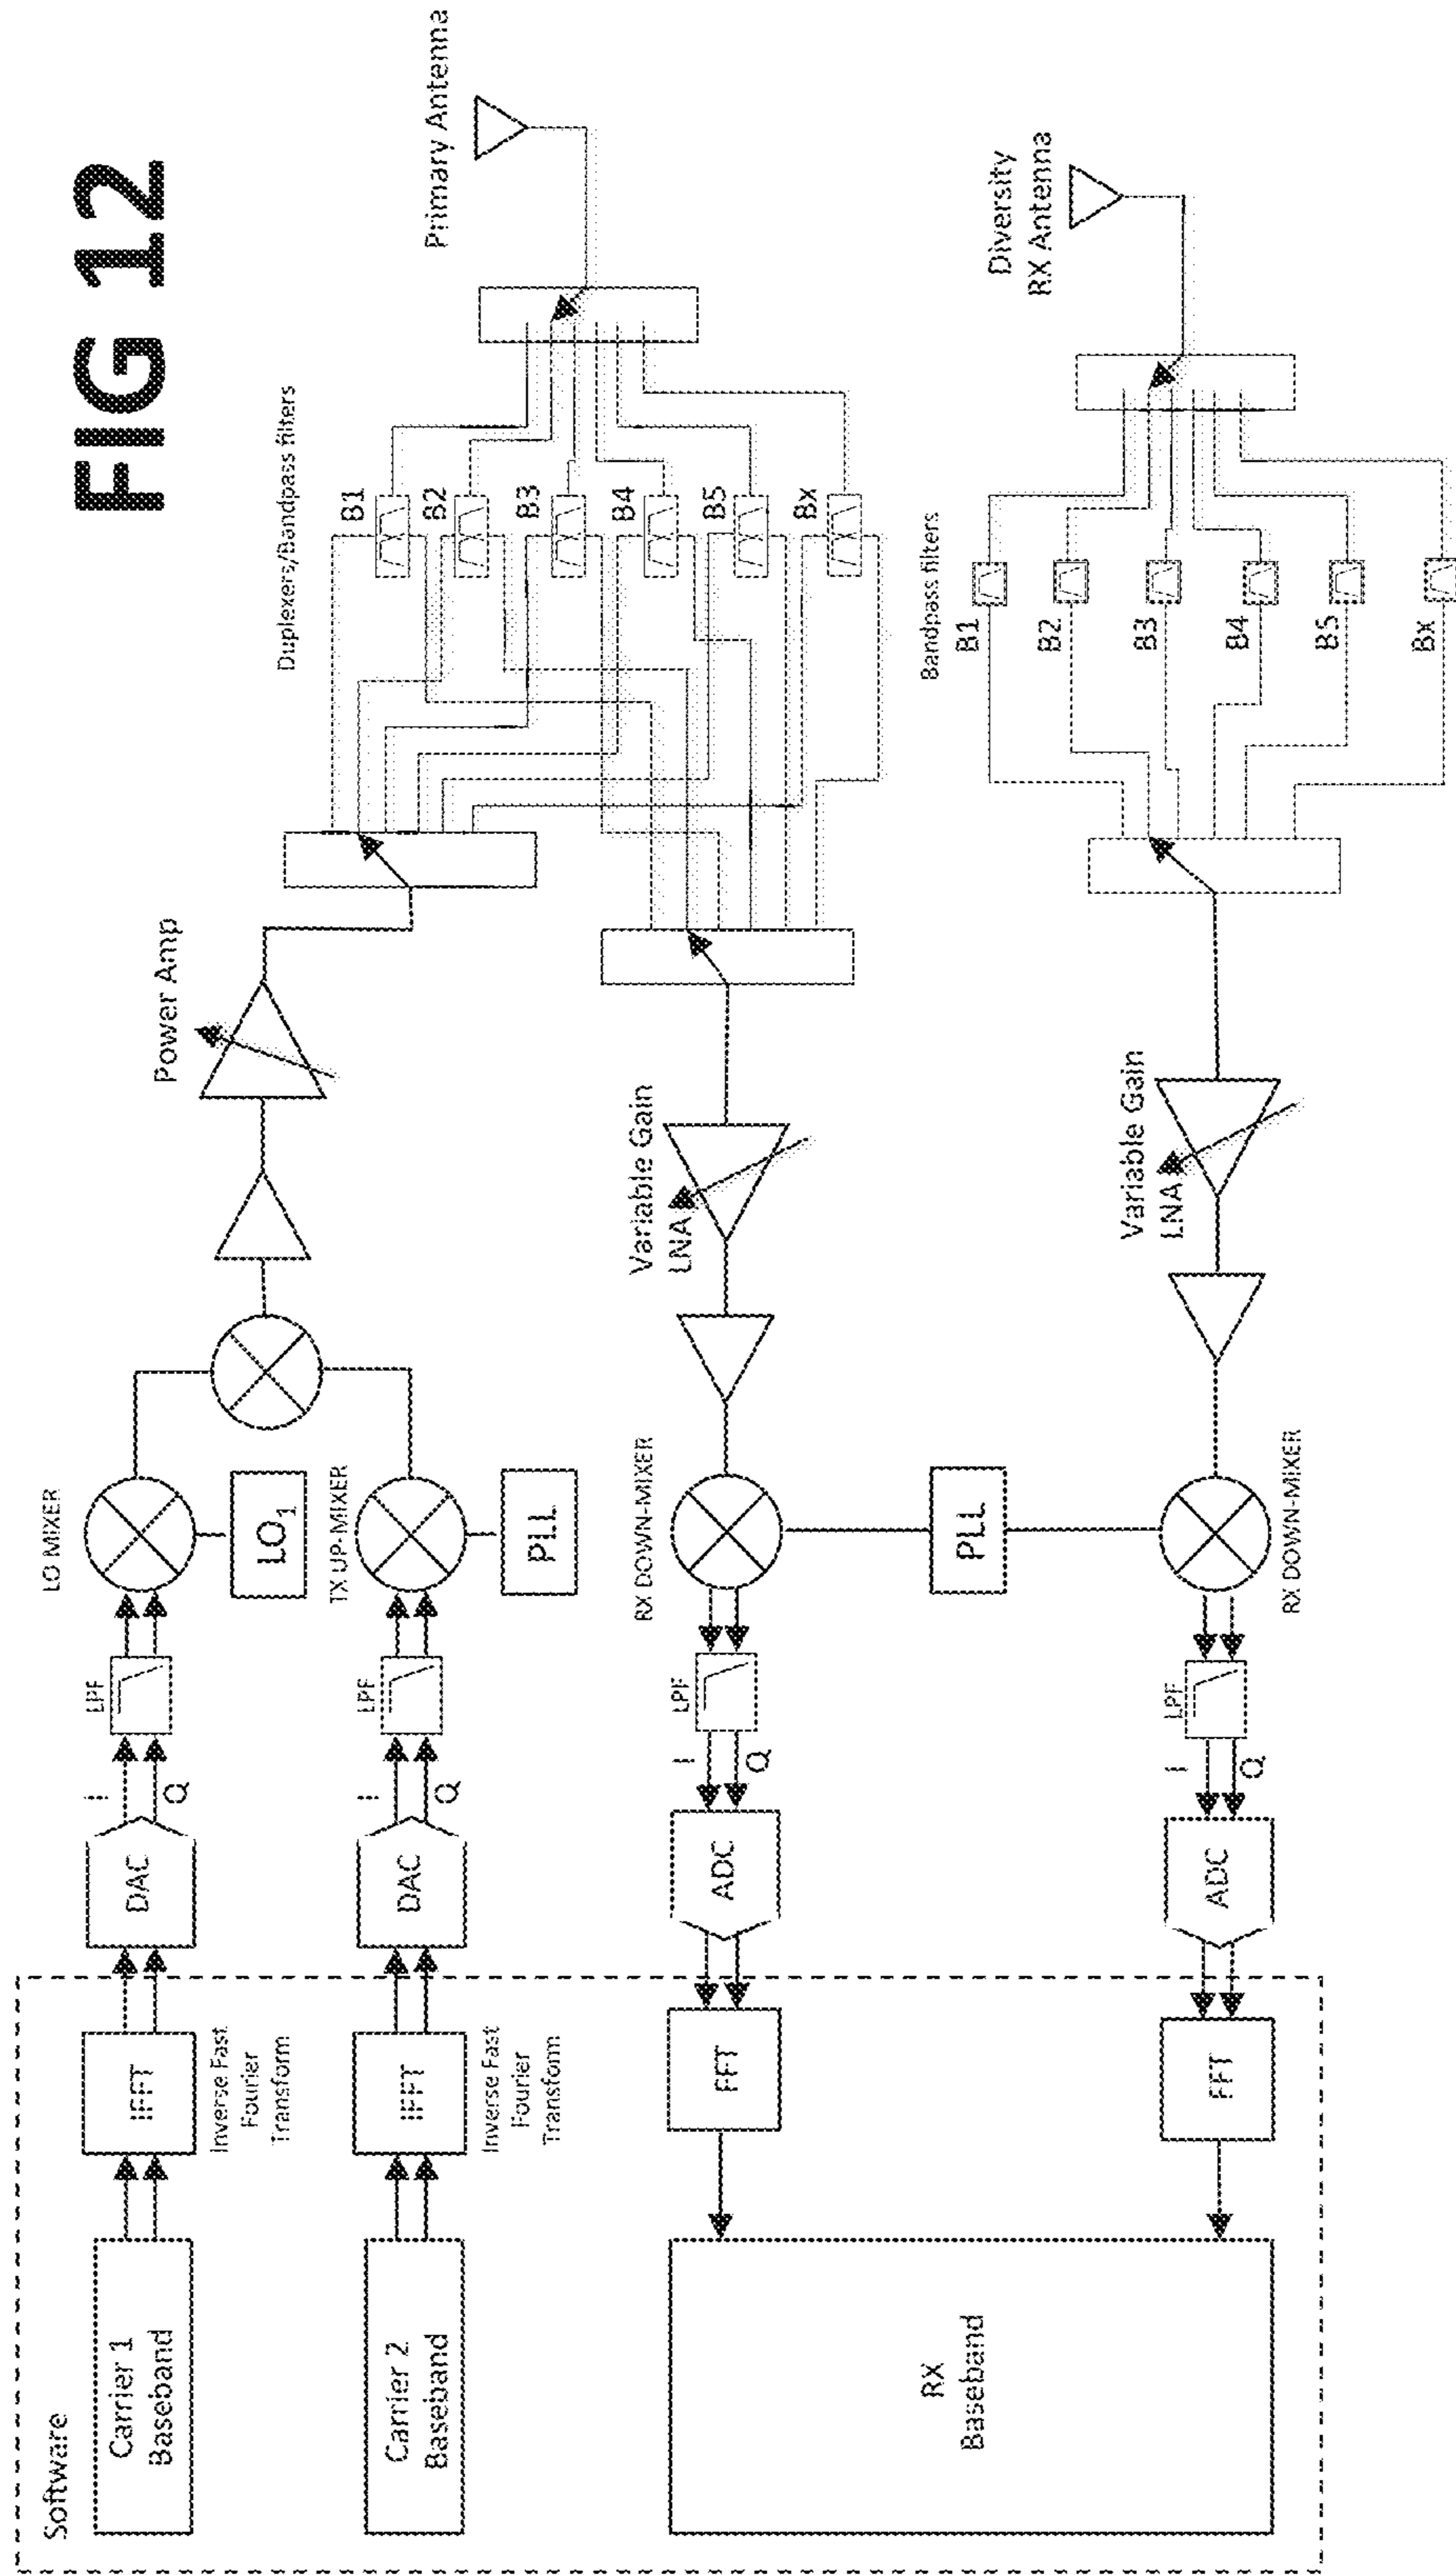 FIG 12
Software
Carrier 1
Baseband
IFFT
Inverse Fast
Fourier
Transform
DAC
I
Q
LPF
LO MIXER
LO1
Power Amp
Carrier 2
Baseband
IFFT
Inverse Fast
Fourier
Transform
DAC
I
Q
LPF
TX UP-MIXER
PLL
Duplexers/Bandpass filters
B1
B2
B3
B4
B5
Bx
Primary Antenna
RX
Baseband
FFT
ADC
I
Q
LPF
RX DOWN-MIXER
Variable Gain
LNA
PLL
FFT
ADC
I
Q
LPF
RX DOWN-MIXER
Variable Gain
LNA
Bandpass filters
B1
B2
B3
B4
B5
Bx
Diversity
RX Antenna